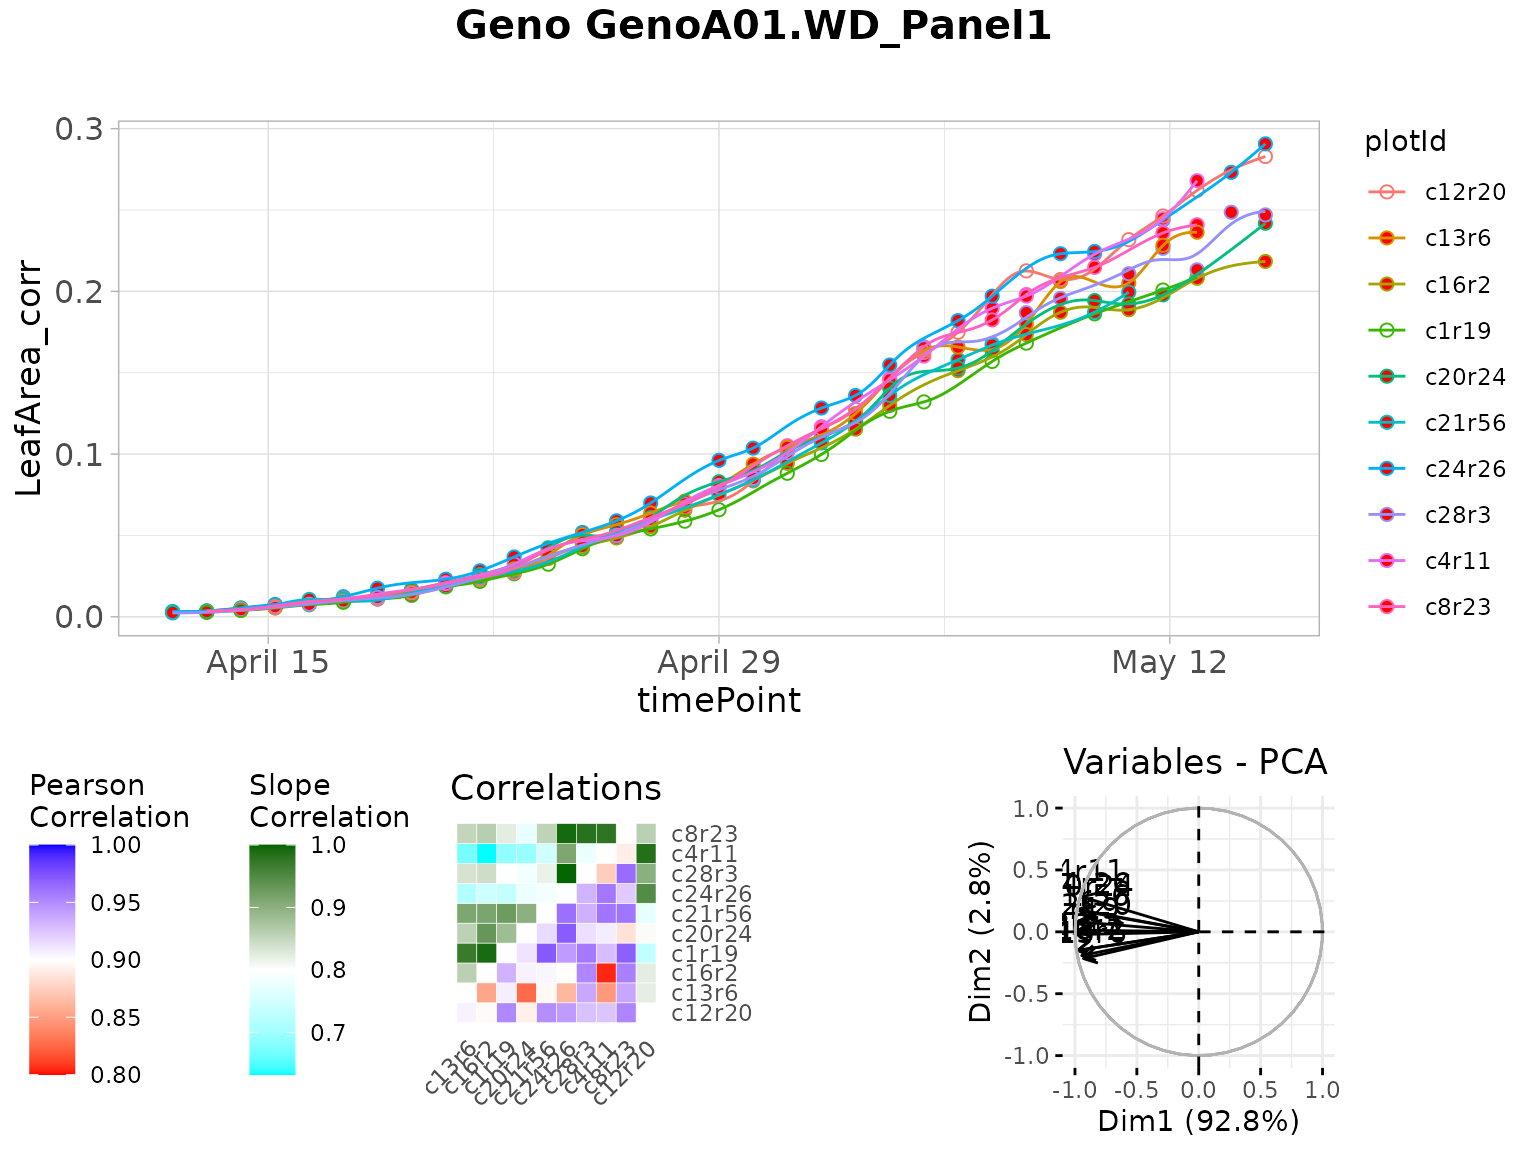 Geno GenoA01.WD_Panel1
LeafArea_corr
0.3
0.2
0.1
0.0
April 15
April 29
May 12
timePoint
plotId
c12r20
c13r6
c16r2
c1r19
c20r24
c21r56
c24r26
c28r3
c4r11
c8r23
Pearson
Correlation
1.00
0.95
0.90
0.85
0.80
Slope
Correlation
1.0
0.9
0.8
0.7
Correlations
c8r23
c4r11
c28r3
c24r26
c21r56
c20r24
c1r19
c16r2
c13r6
c12r20
c13r6
c16r2
c1r19
c20r24
c21r56
c24r26
c28r3
c4r11
c8r23
c12r20
Variables - PCA
Dim2 (2.8%)
1.0
0.5
0.0
-0.5
-1.0
-1.0
-0.5
0.0
0.5
1.0
Dim1 (92.8%)